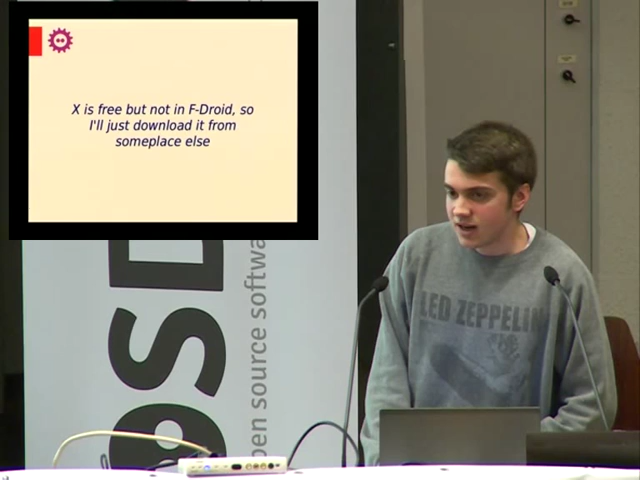 X is free but not in F-Droid, so
I'll just download it from
someplace else
LED ZEPPELIN
open source softwa
OSD